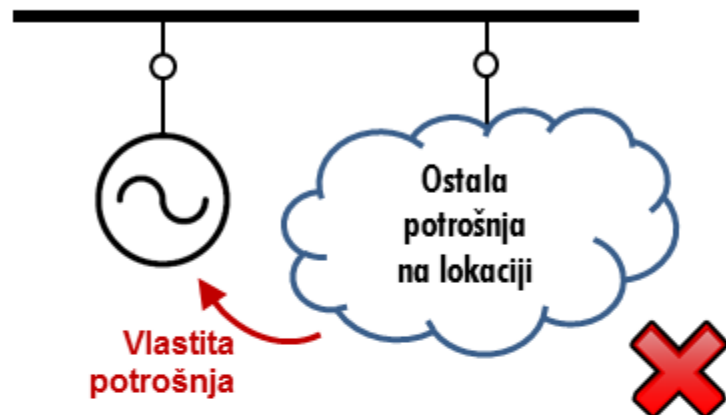 Ostala
potrošnja
na lokaciji
Vlastita
potrošnja